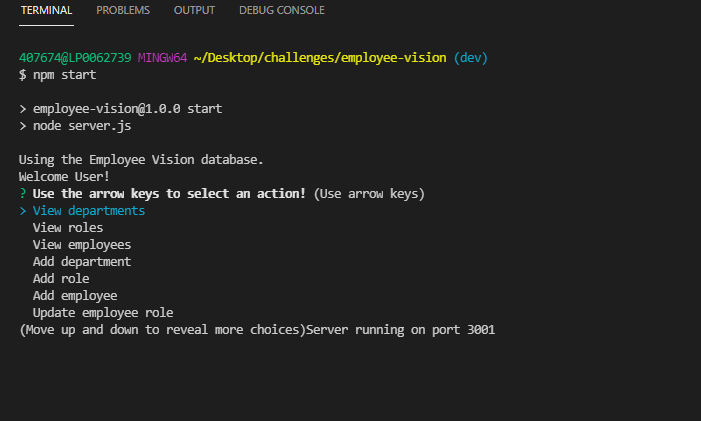 TERMINAL PROBLEMS OUTPUT DEBUG CONSOLE
407674@LP0062739 MINGW64 ~/Desktop/challenges/employee-vision (dev)
$ npm start
> employee-vision@1.0.0 start
> node server.js
Using the Employee Vision database.
Welcome User!
? Use the arrow keys to select an action! (Use arrow keys)
> View departments
View roles
View employees
Add department
Add role
Add employee
Update employee role
(Move up and down to reveal more choices)Server running on port 3001